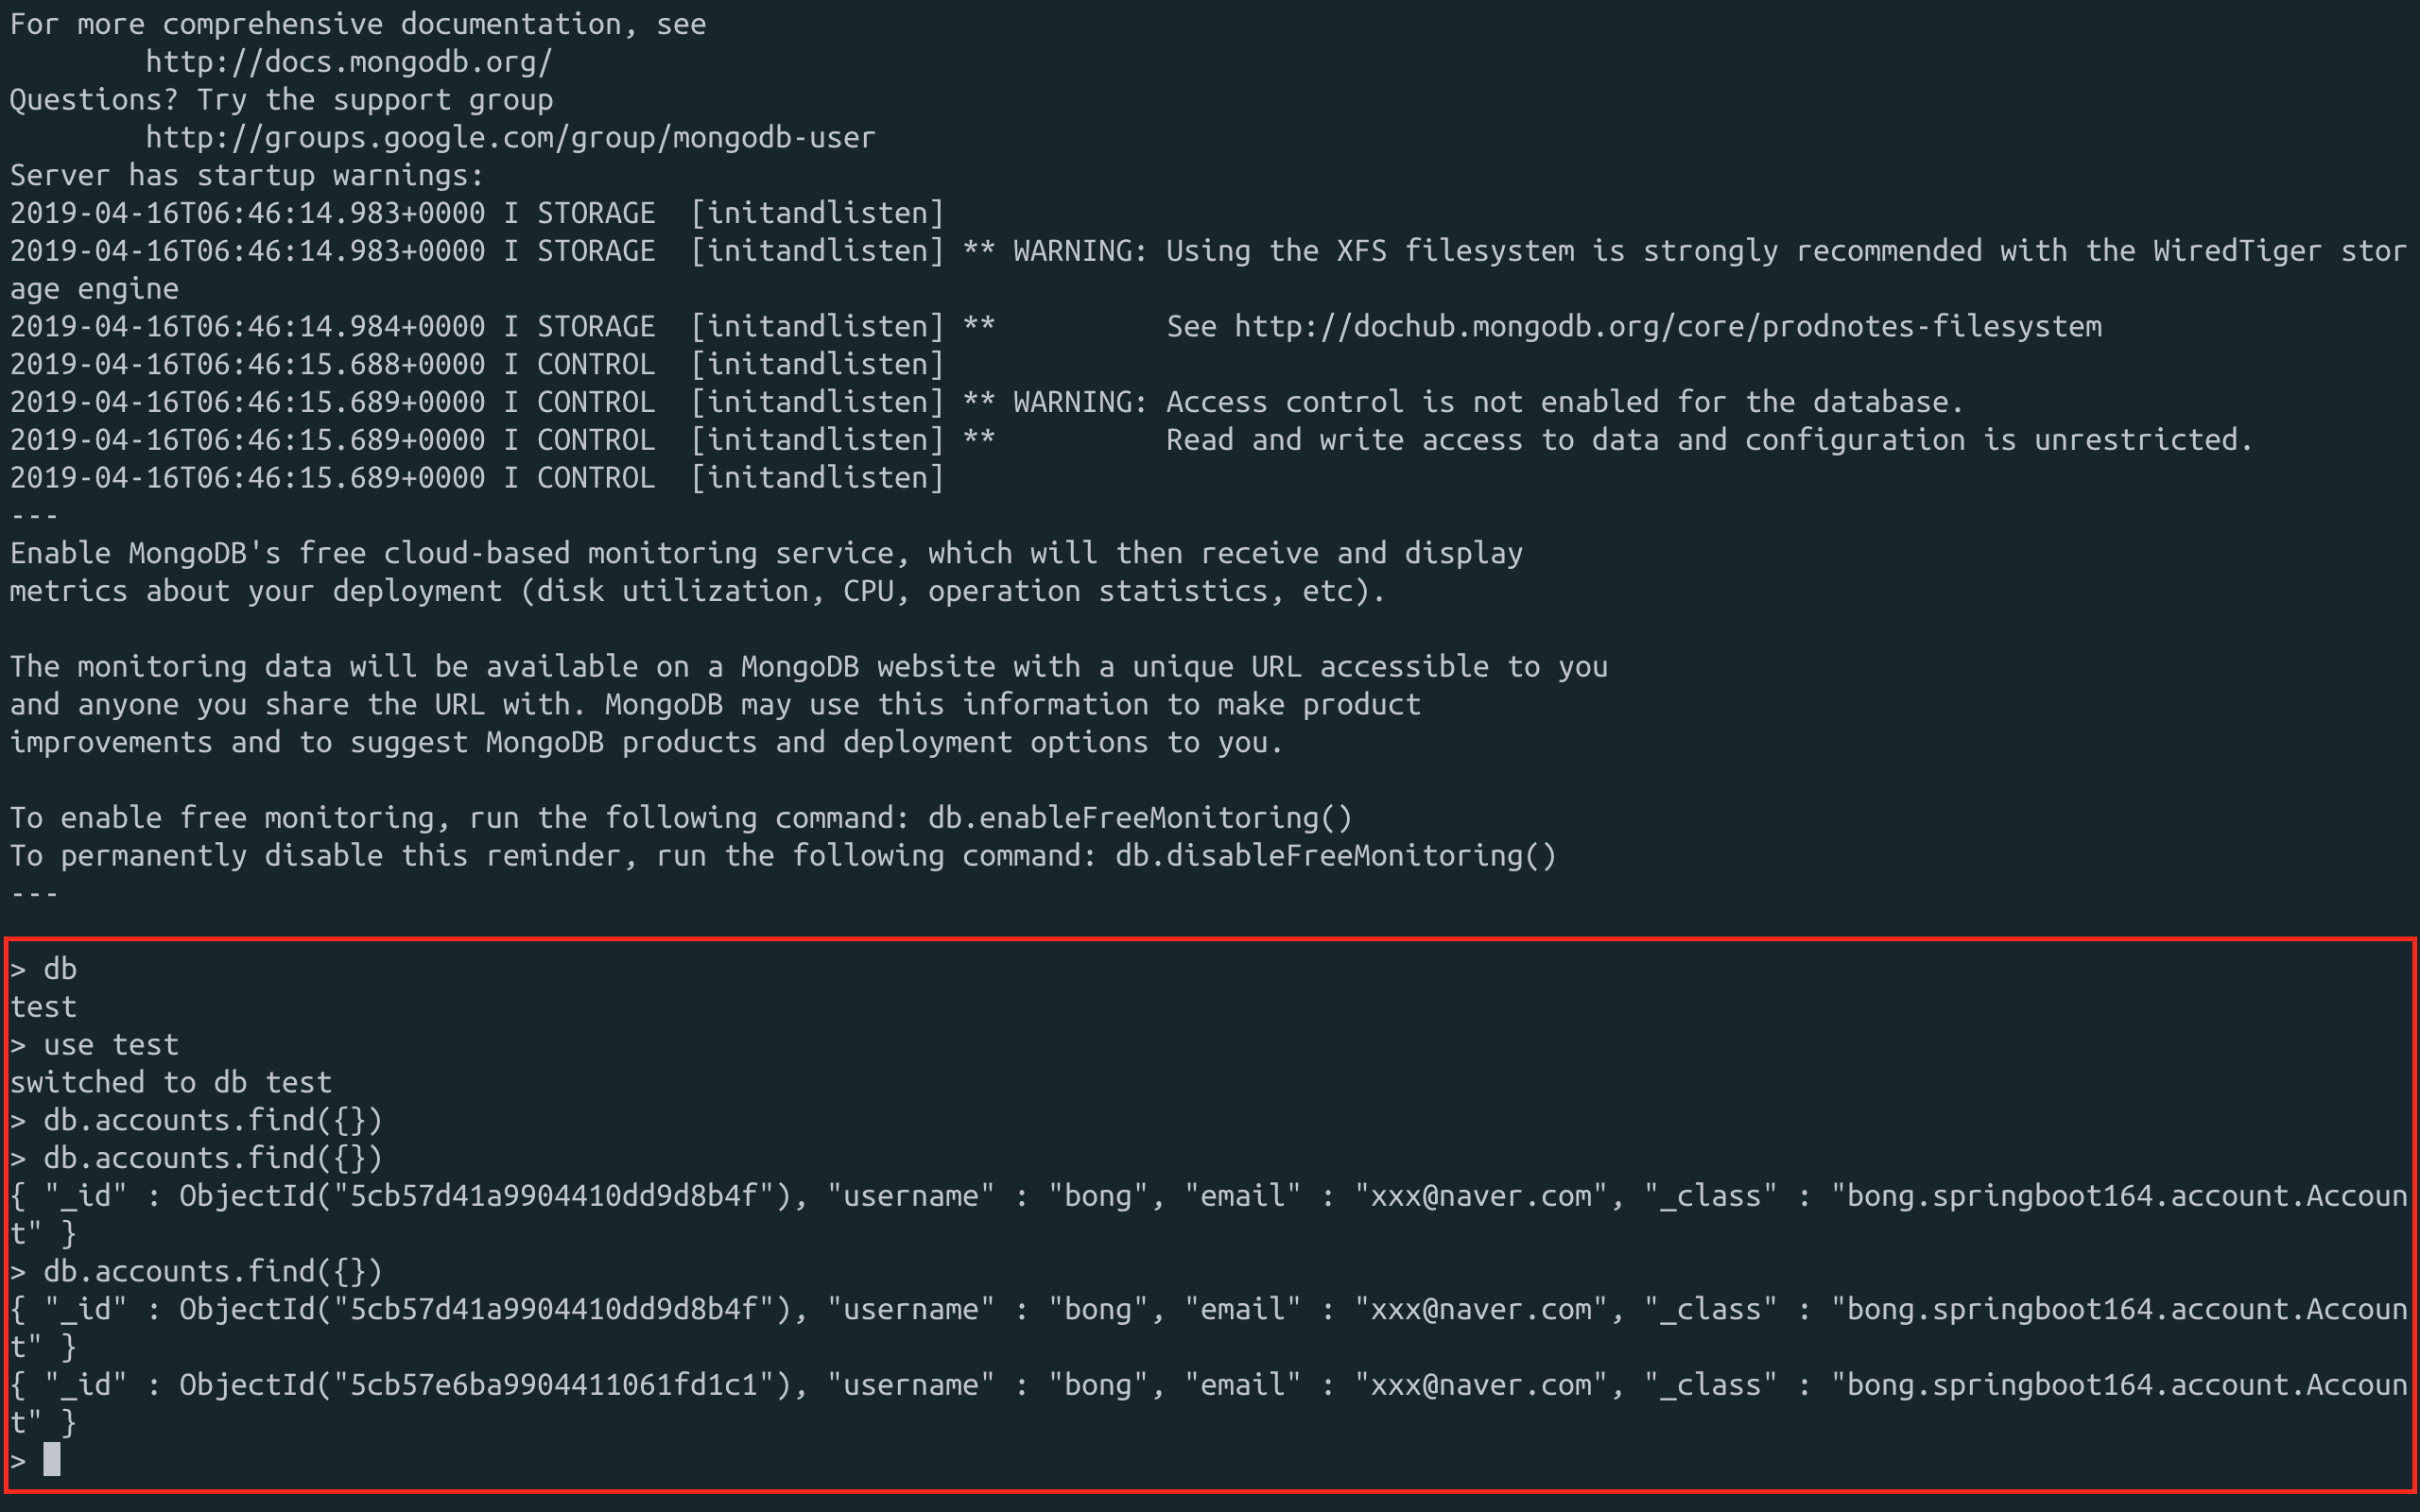 For more comprehensive documentation, see
        http://docs.mongodb.org/
Questions? Try the support group
        http://groups.google.com/group/mongodb-user
Server has startup warnings:
2019-04-16T06:46:14.983+0000 I STORAGE  [initandlisten]
2019-04-16T06:46:14.983+0000 I STORAGE  [initandlisten] ** WARNING: Using the XFS filesystem is strongly recommended with the WiredTiger stor
age engine
2019-04-16T06:46:14.984+0000 I STORAGE  [initandlisten] **          See http://dochub.mongodb.org/core/prodnotes-filesystem
2019-04-16T06:46:15.688+0000 I CONTROL  [initandlisten]
2019-04-16T06:46:15.689+0000 I CONTROL  [initandlisten] ** WARNING: Access control is not enabled for the database.
2019-04-16T06:46:15.689+0000 I CONTROL  [initandlisten] **          Read and write access to data and configuration is unrestricted.
2019-04-16T06:46:15.689+0000 I CONTROL  [initandlisten]
---
Enable MongoDB's free cloud-based monitoring service, which will then receive and display
metrics about your deployment (disk utilization, CPU, operation statistics, etc).

The monitoring data will be available on a MongoDB website with a unique URL accessible to you
and anyone you share the URL with. MongoDB may use this information to make product
improvements and to suggest MongoDB products and deployment options to you.

To enable free monitoring, run the following command: db.enableFreeMonitoring()
To permanently disable this reminder, run the following command: db.disableFreeMonitoring()
---

> db
test
> use test
switched to db test
> db.accounts.find({})
> db.accounts.find({})
{ "_id" : ObjectId("5cb57d41a9904410dd9d8b4f"), "username" : "bong", "email" : "xxx@naver.com", "_class" : "bong.springboot164.account.Accoun
t" }
> db.accounts.find({})
{ "_id" : ObjectId("5cb57d41a9904410dd9d8b4f"), "username" : "bong", "email" : "xxx@naver.com", "_class" : "bong.springboot164.account.Accoun
t" }
{ "_id" : ObjectId("5cb57e6ba9904411061fd1c1"), "username" : "bong", "email" : "xxx@naver.com", "_class" : "bong.springboot164.account.Accoun
t" }
>